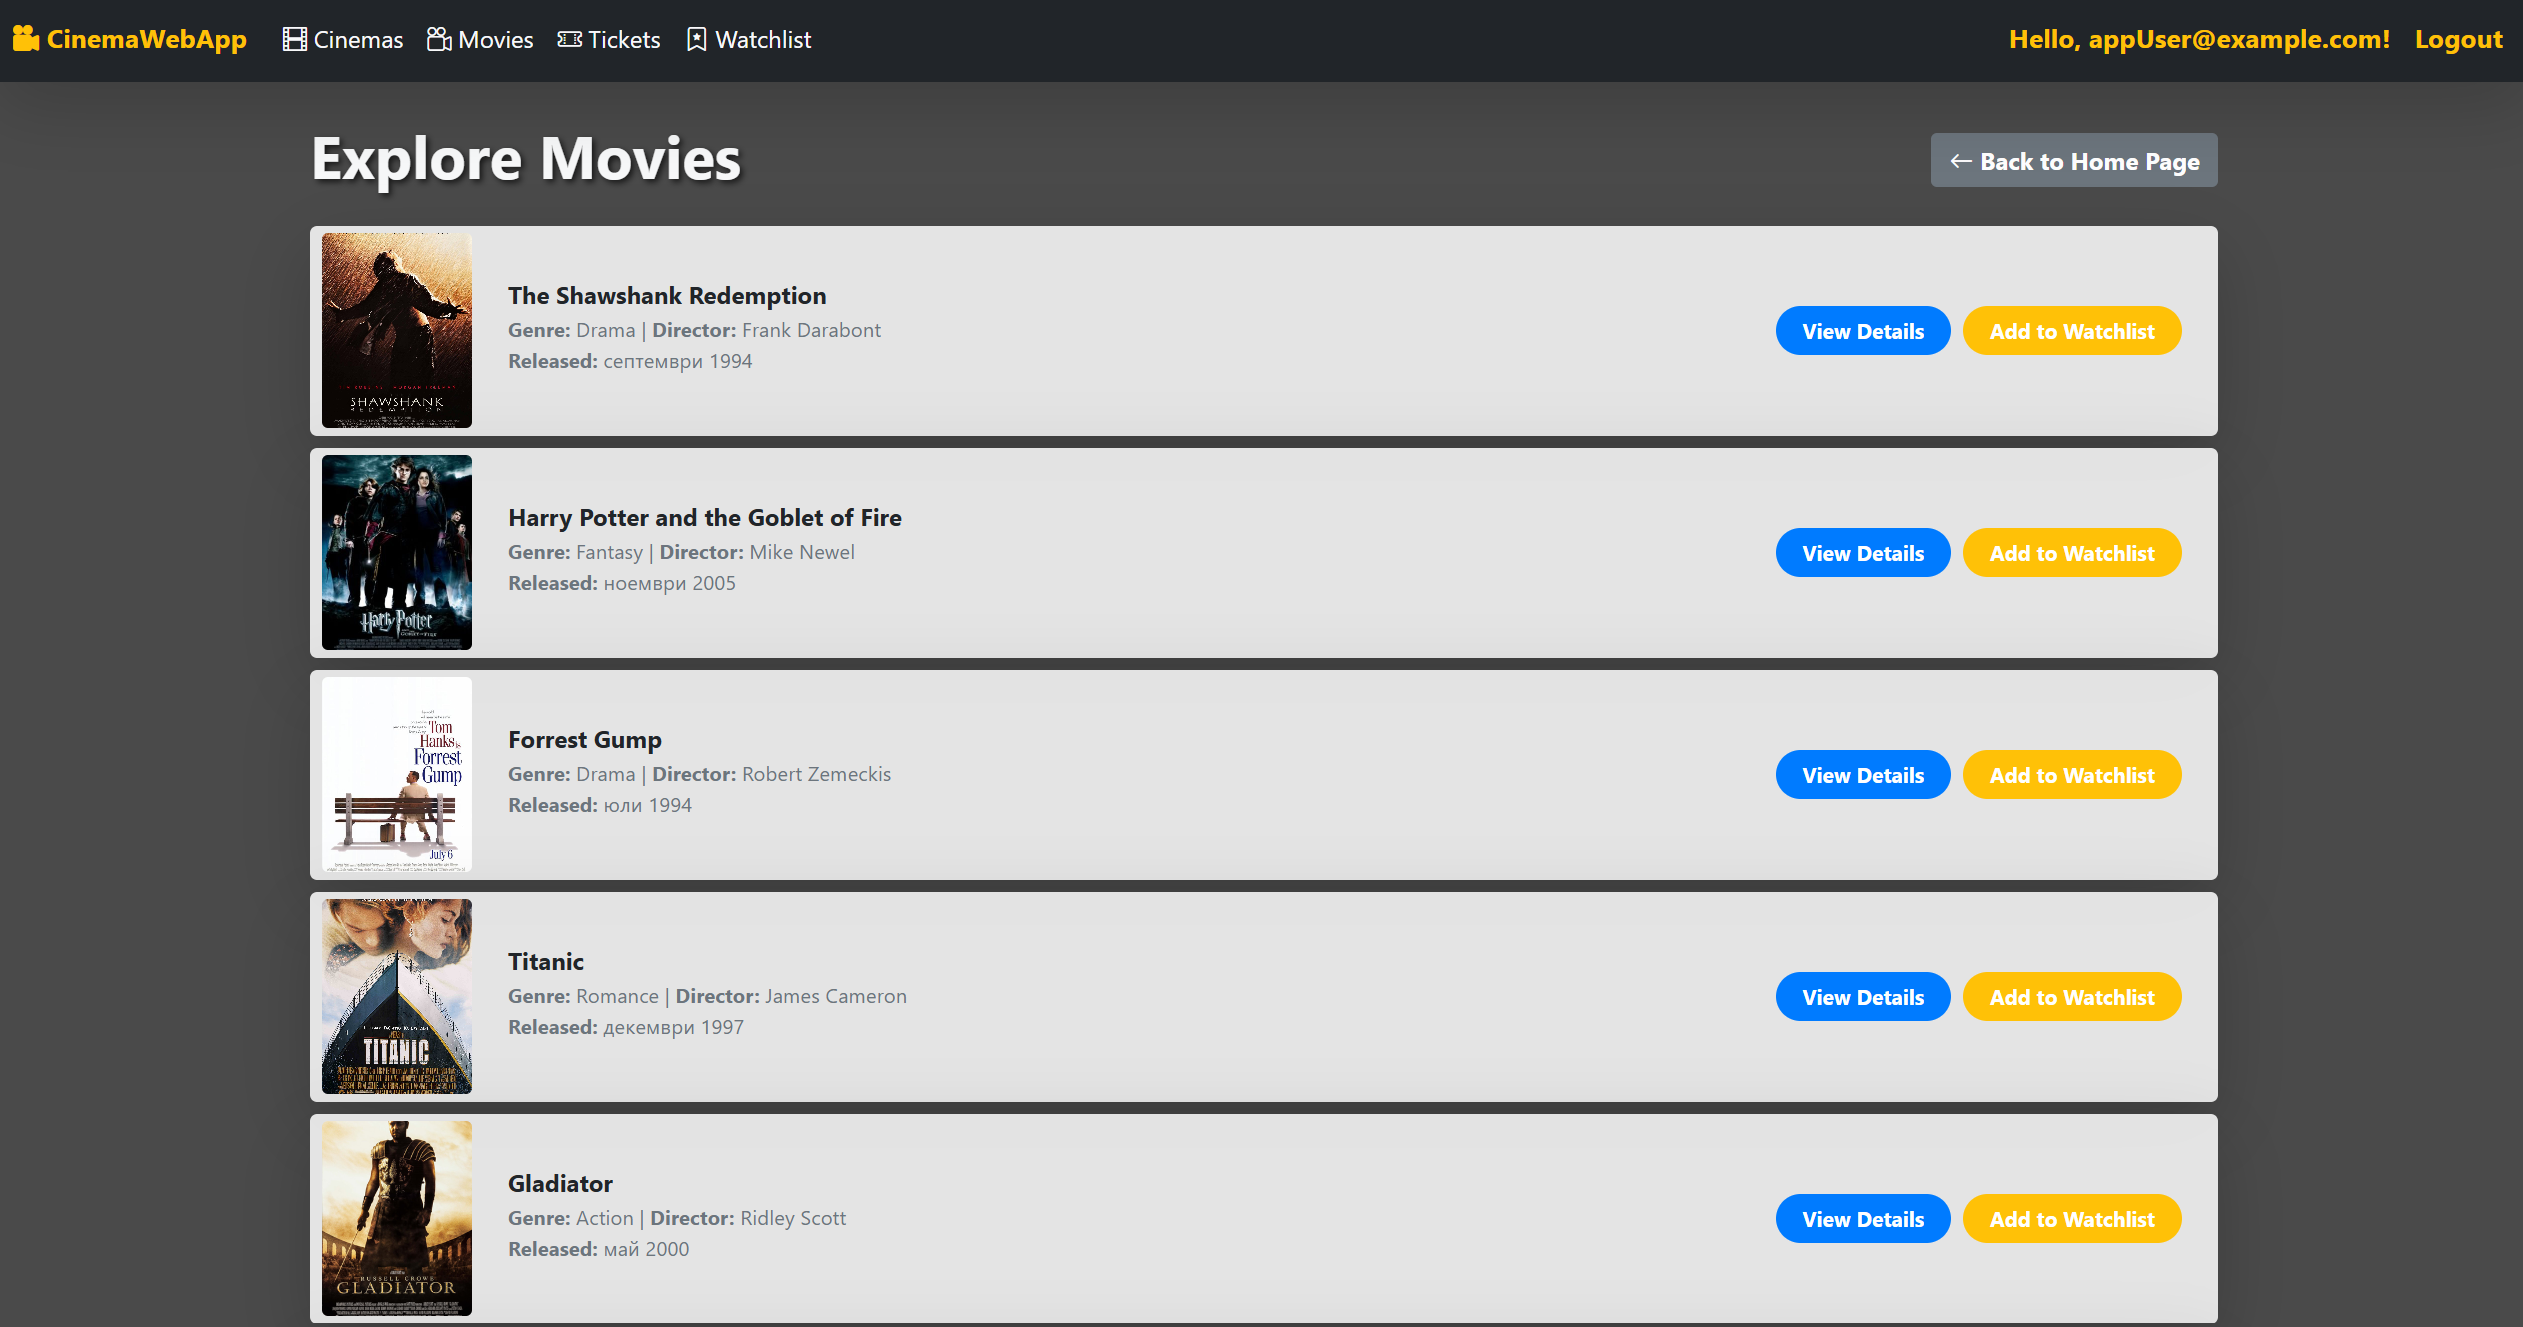 CinemaWebApp Cinemas Movies Tickets Watchlist Hello, appUser@example.com! Logout
Explore Movies
← Back to Home Page
SHAWSHANK
REDEMPTION
The Shawshank Redemption
Genre: Drama | Director: Frank Darabont
Released: септември 1994
View Details Add to Watchlist
Harry Potter
Harry Potter and the Goblet of Fire
Genre: Fantasy | Director: Mike Newel
Released: ноември 2005
View Details Add to Watchlist
Tom
Hanks is
Forrest
Gump
July 6
Forrest Gump
Genre: Drama | Director: Robert Zemeckis
Released: юли 1994
View Details Add to Watchlist
TITANIC
Titanic
Genre: Romance | Director: James Cameron
Released: декември 1997
View Details Add to Watchlist
RUSSELL CROWE
GLADIATOR
Gladiator
Genre: Action | Director: Ridley Scott
Released: май 2000
View Details Add to Watchlist